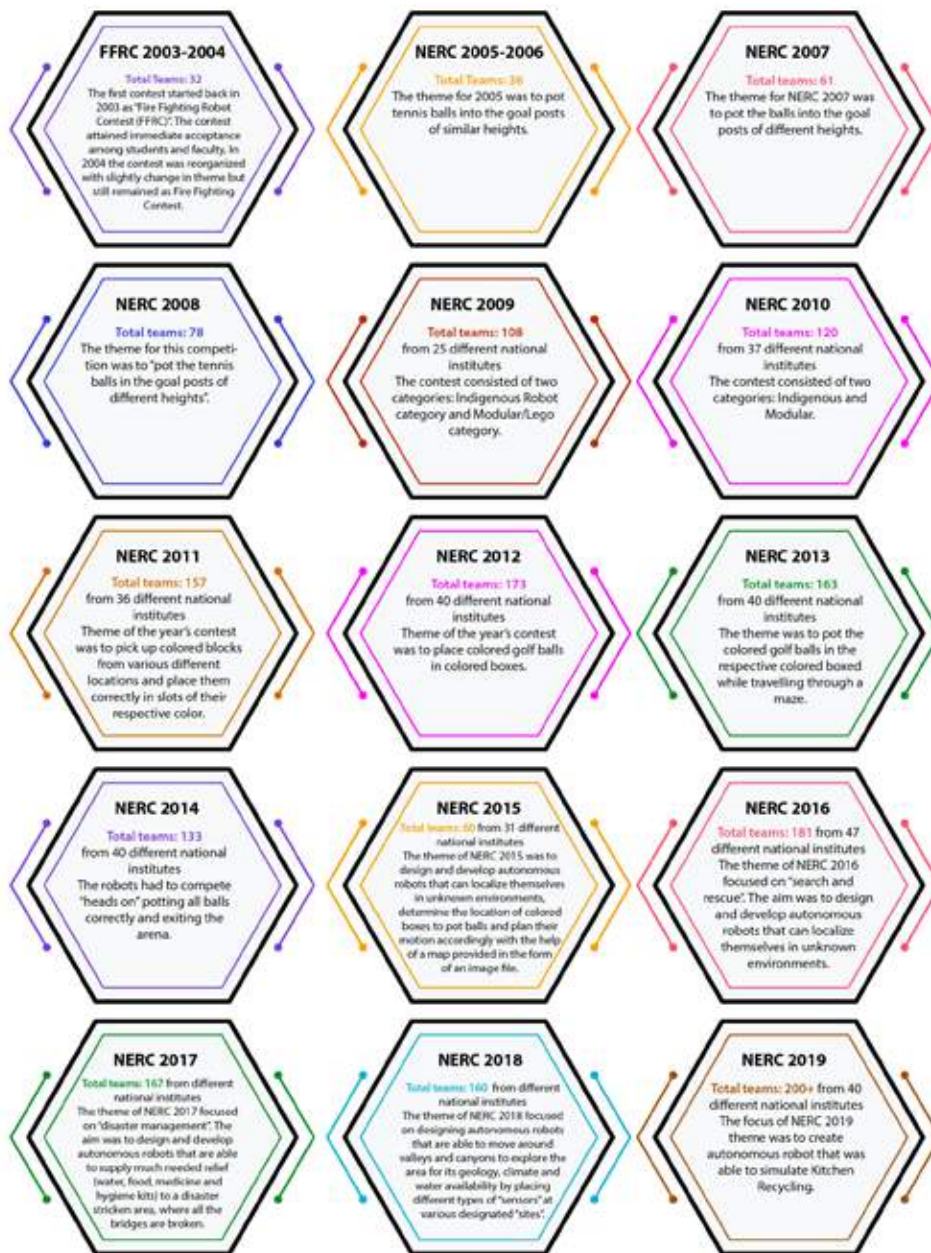 FFRC 2003-2004
Total Teams: 32
The first contest started back in
2003 as "Fire Fighting Robot
Contest (FFRC)". The contest
attained immediate acceptance
among students and faculty. In
2004 the contest was reorganized
with slightly change in theme but
still remained as Fire Fighting
Contest.
NERC 2005-2006
Total Teams: 36
The theme for 2005 was to pot
tennis balls into the goal posts
of similar heights.
NERC 2007
Total teams: 61
The theme for NERC 2007 was
to pot the balls into the goal
posts of different heights.
NERC 2008
Total teams: 78
The theme for this competi-
tion was to "pot the tennis
balls in the goal posts of
different heights".
NERC 2009
Total teams: 108
from 25 different national
institutes
The contest consisted of two
categories: Indigenous Robot
category and Modular/Lego
category.
NERC 2010
Total teams: 120
from 37 different national
institutes
The contest consisted of two
categories: Indigenous and
Modular.
NERC 2011
Total teams: 157
from 36 different national
institutes
Theme of the year's contest
was to pick up colored blocks
from various different
locations and place them
correctly in slots of their
respective color.
NERC 2012
Total teams: 173
from 40 different national
institutes
Theme of the year's contest
was to place colored golf balls
in colored boxes.
NERC 2013
Total teams: 163
from 40 different national
institutes
The theme was to pot the
colored golf balls in the
respective colored boxed
while travelling through a
maze.
NERC 2014
Total teams: 133
from 40 different national
institutes
The robots had to compete
"heads on" potting all balls
correctly and exiting the
arena.
NERC 2015
Total teams: 60 from 31 different
national institutes
The theme of NERC 2015 was to
design and develop autonomous
robots that can localize themselves
in unknown environments,
determine the location of colored
boxes to pot balls and plan their
motion accordingly with the help
of a map provided in the form
of an image file.
NERC 2016
Total teams: 181 from 47
different national institutes
The theme of NERC 2016
focused on "search and
rescue". The aim was to design
and develop autonomous
robots that can localize
themselves in unknown
environments.
NERC 2017
Total teams: 167 from different
national institutes
The theme of NERC 2017 focused
on "disaster management". The
aim was to design and develop
autonomous robots that are able
to supply much needed relief
(water, food, medicine and
hygiene kits) to a disaster
stricken area, where all the
bridges are broken.
NERC 2018
Total teams: 160 from different
national institutes
The theme of NERC 2018 focused
on designing autonomous robots
that are able to move around
valleys and canyons to explore the
area for its geology, climate and
water availability by placing
different types of "sensors" at
various designated "sites".
NERC 2019
Total teams: 200+ from 40
different national institutes
The focus of NERC 2019
theme was to create
autonomous robot that was
able to simulate Kitchen
Recycling.